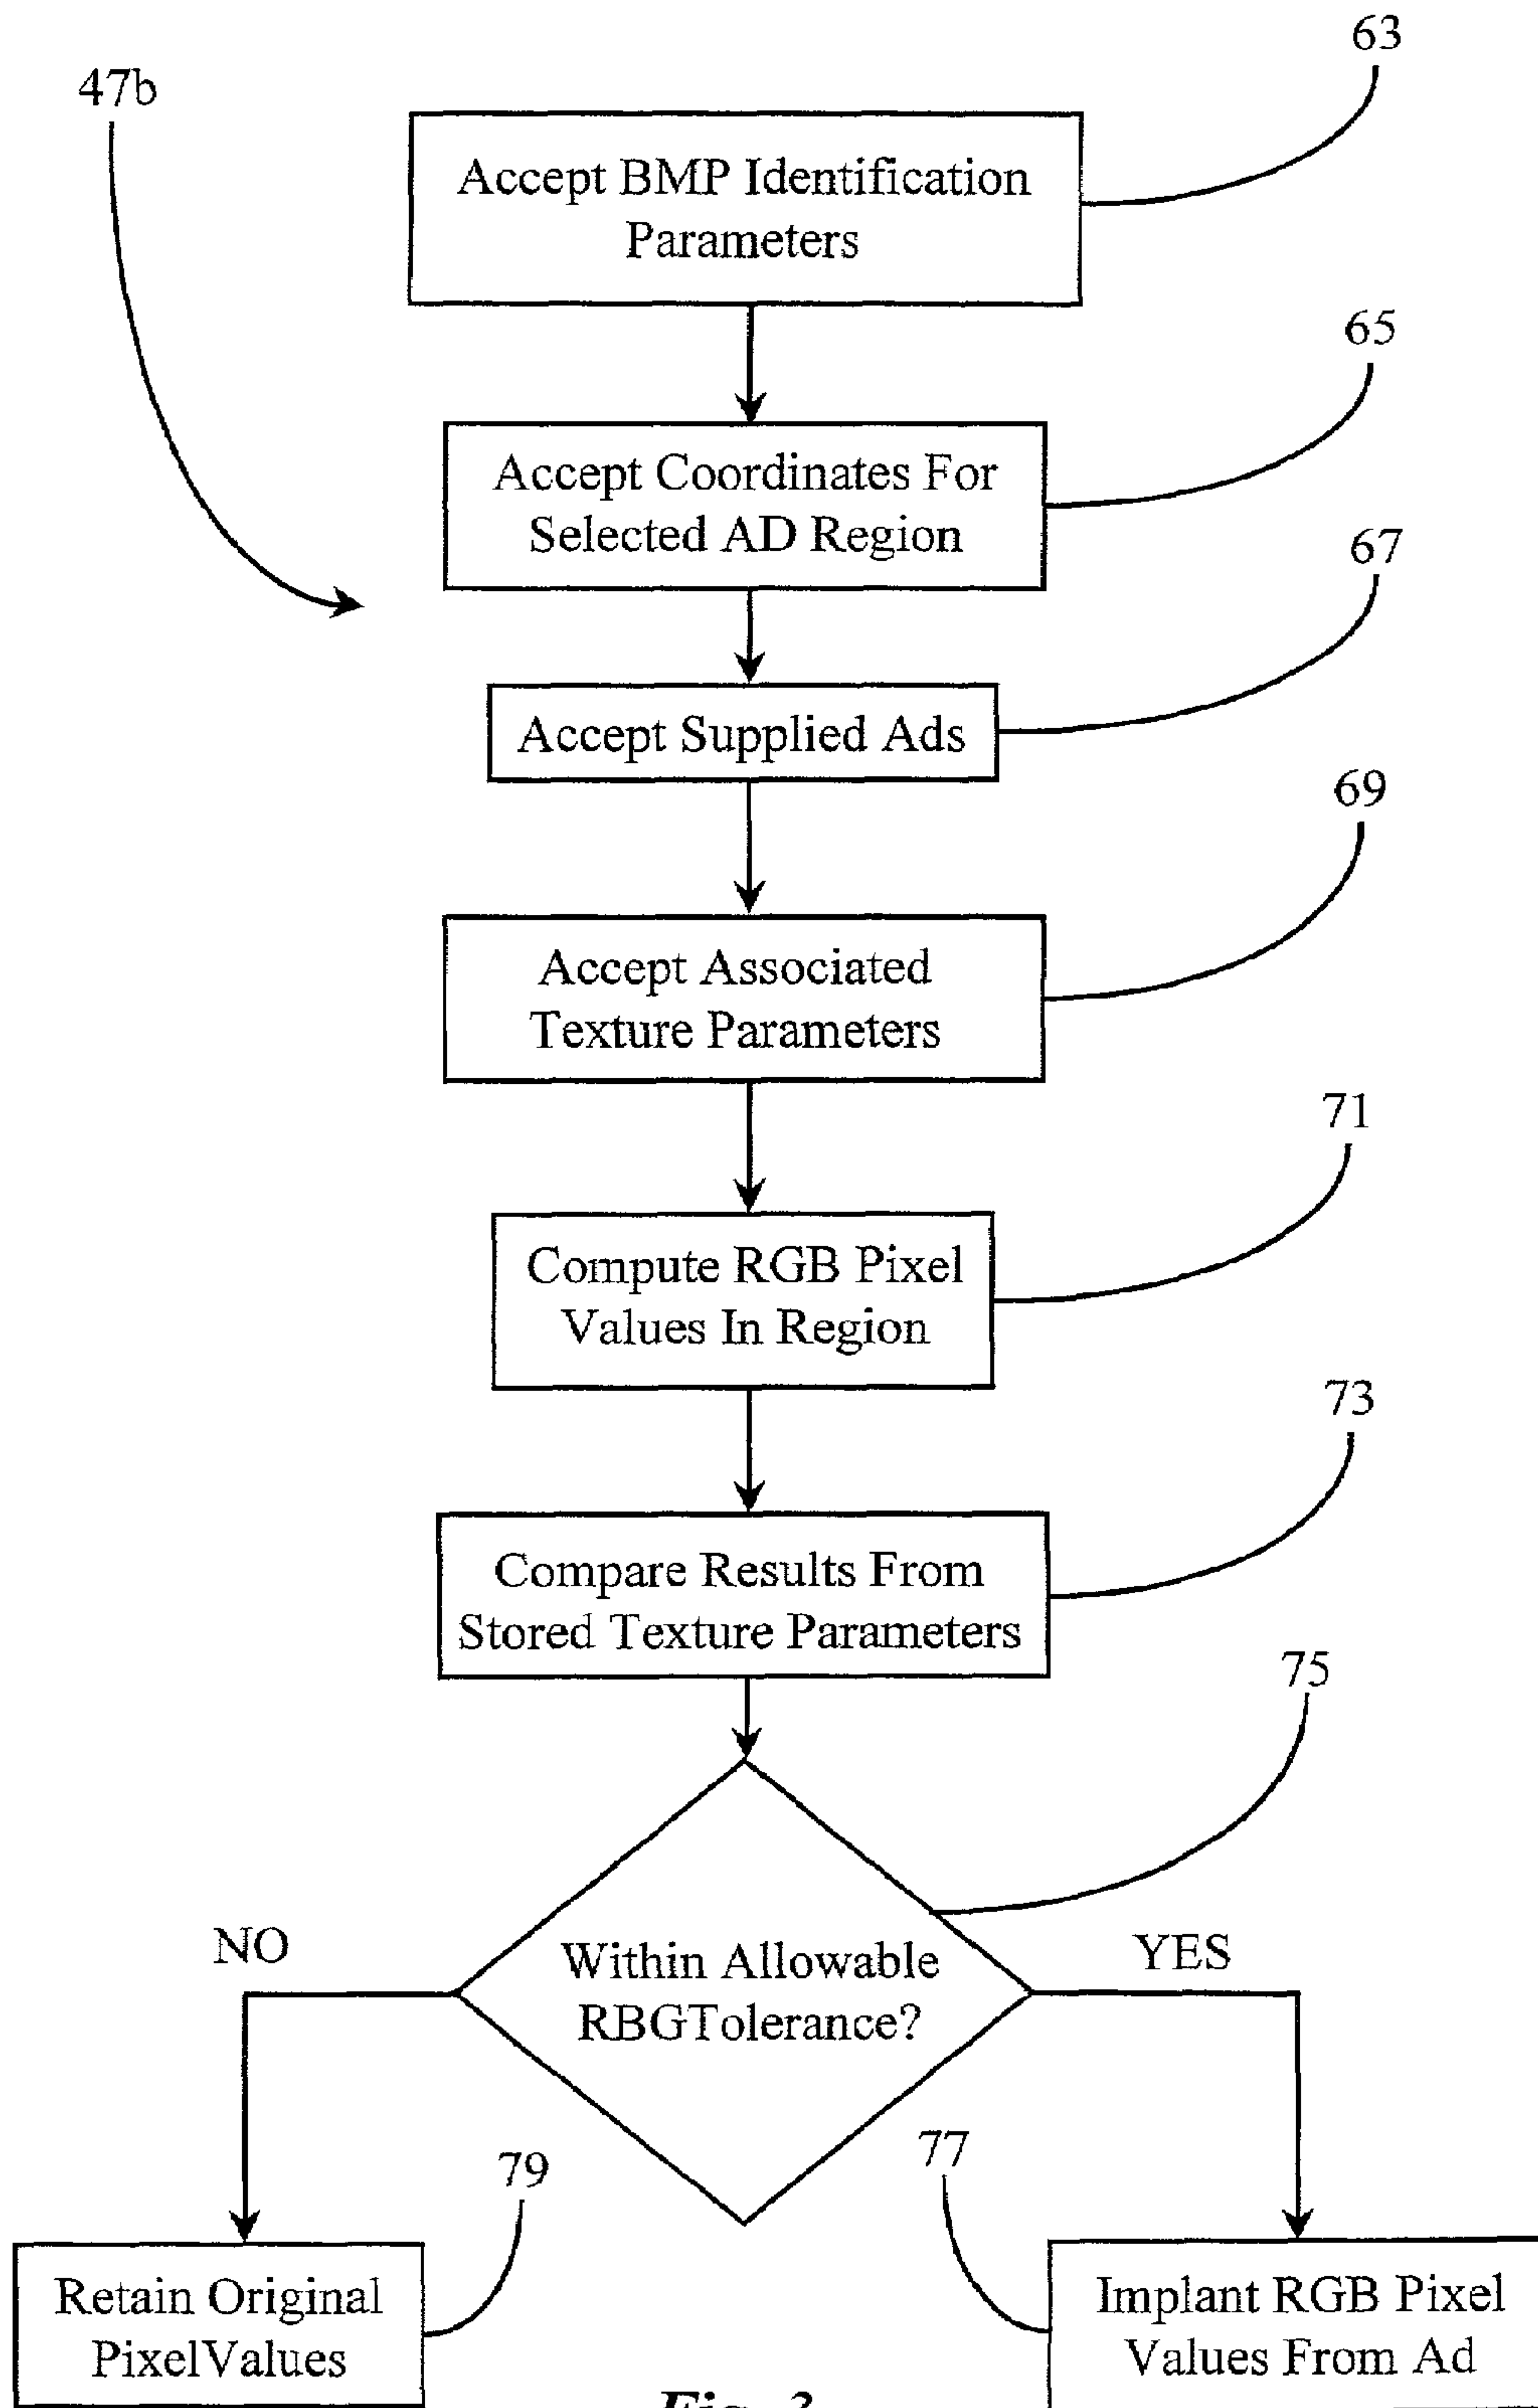 63
47b
Accept BMP Identification
Parameters
65
Accept Coordinates For
Selected AD Region
67
Accept Supplied Ads
69
Accept Associated
Texture Parameters
71
Compute RGB Pixel
Values In Region
73
Compare Results From
Stored Texture Parameters
75
NO
YES
Within Allowable
RBGTolerance?
79
77
Retain Original
PixelValues
Implant RGB Pixel
Values From Ad
Fig. 3